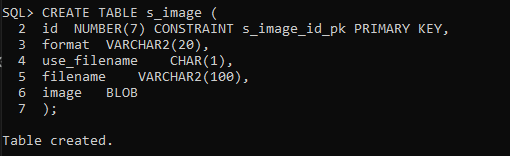 SQL> CREATE TABLE s_image (
  2  id  NUMBER(7) CONSTRAINT s_image_id_pk PRIMARY KEY,
  3  format  VARCHAR2(20),
  4  use_filename    CHAR(1),
  5  filename    VARCHAR2(100),
  6  image   BLOB
  7  );
Table created.